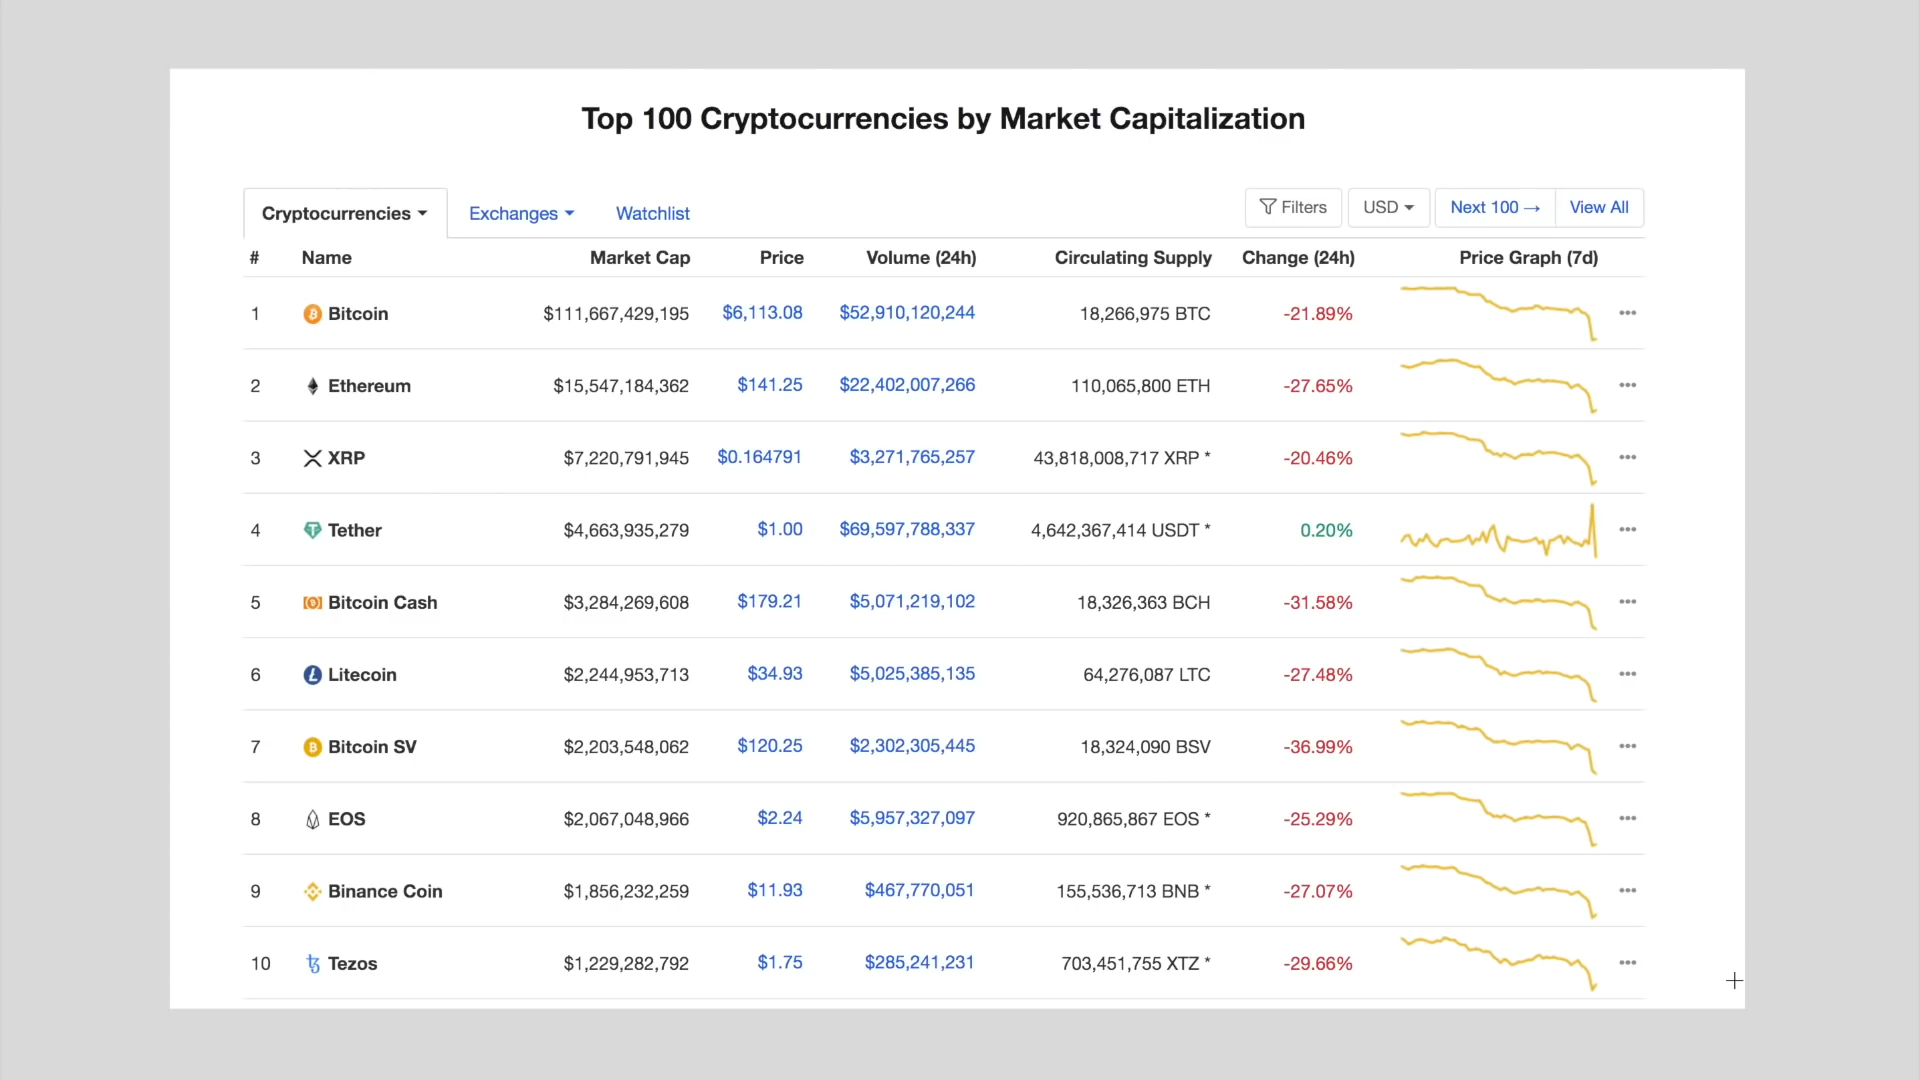 Top 100 Cryptocurrencies by Market Capitalization
Cryptocurrencies Exchanges Watchlist Filters USD Next 100 → View All
# Name Market Cap Price Volume (24h) Circulating Supply Change (24h) Price Graph (7d)
1 Bitcoin $111,667,429,195 $6,113.08 $52,910,120,244 18,266,975 BTC -21.89%
2 Ethereum $15,547,184,362 $141.25 $22,402,007,266 110,065,800 ETH -27.65%
3 XRP $7,220,791,945 $0.164791 $3,271,765,257 43,818,008,717 XRP * -20.46%
4 Tether $4,663,935,279 $1.00 $69,597,788,337 4,642,367,414 USDT * 0.20%
5 Bitcoin Cash $3,284,269,608 $179.21 $5,071,219,102 18,326,363 BCH -31.58%
6 Litecoin $2,244,953,713 $34.93 $5,025,385,135 64,276,087 LTC -27.48%
7 Bitcoin SV $2,203,548,062 $120.25 $2,302,305,445 18,324,090 BSV -36.99%
8 EOS $2,067,048,966 $2.24 $5,957,327,097 920,865,867 EOS * -25.29%
9 Binance Coin $1,856,232,259 $11.93 $467,770,051 155,536,713 BNB * -27.07%
10 Tezos $1,229,282,792 $1.75 $285,241,231 703,451,755 XTZ * -29.66%